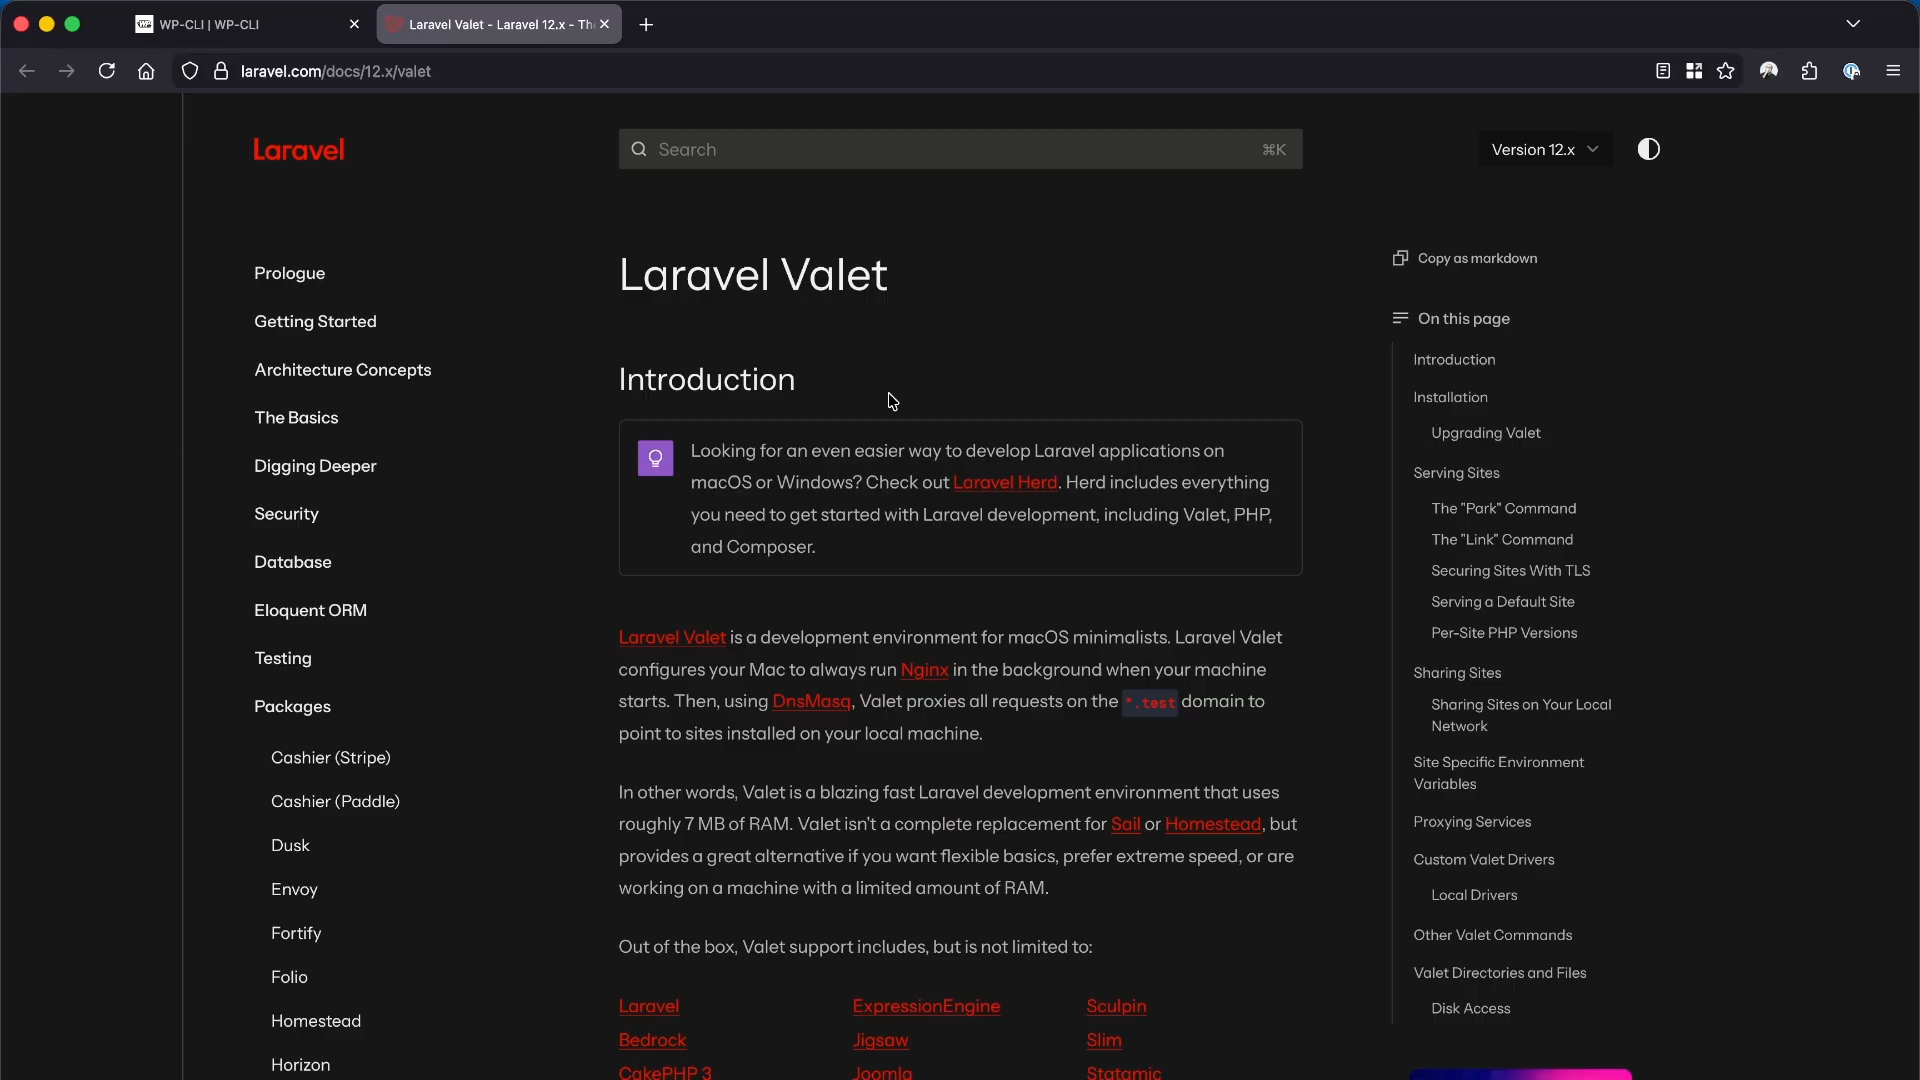 WP-CLI | WP-CLI
Laravel Valet - Laravel 12.x - Th
laravel.com/docs/12.x/valet
Laravel
Search
⌘K
Version 12.x
Prologue
Getting Started
Architecture Concepts
The Basics
Digging Deeper
Security
Database
Eloquent ORM
Testing
Packages
Cashier (Stripe)
Cashier (Paddle)
Dusk
Envoy
Fortify
Folio
Homestead
Horizon
Laravel Valet
Introduction
Looking for an even easier way to develop Laravel applications on
macOS or Windows? Check out Laravel Herd. Herd includes everything
you need to get started with Laravel development, including Valet, PHP,
and Composer.
Laravel Valet is a development environment for macOS minimalists. Laravel Valet
configures your Mac to always run Nginx in the background when your machine
starts. Then, using DnsMasq, Valet proxies all requests on the *.test domain to
point to sites installed on your local machine.
In other words, Valet is a blazing fast Laravel development environment that uses
roughly 7 MB of RAM. Valet isn't a complete replacement for Sail or Homestead, but
provides a great alternative if you want flexible basics, prefer extreme speed, or are
working on a machine with a limited amount of RAM.
Out of the box, Valet support includes, but is not limited to:
Laravel ExpressionEngine Sculpin
Bedrock Jigsaw Slim
CakePHP 3 Joomla Statamic
Copy as markdown
On this page
Introduction
Installation
Upgrading Valet
Serving Sites
The "Park" Command
The "Link" Command
Securing Sites With TLS
Serving a Default Site
Per-Site PHP Versions
Sharing Sites
Sharing Sites on Your Local
Network
Site Specific Environment
Variables
Proxying Services
Custom Valet Drivers
Local Drivers
Other Valet Commands
Valet Directories and Files
Disk Access